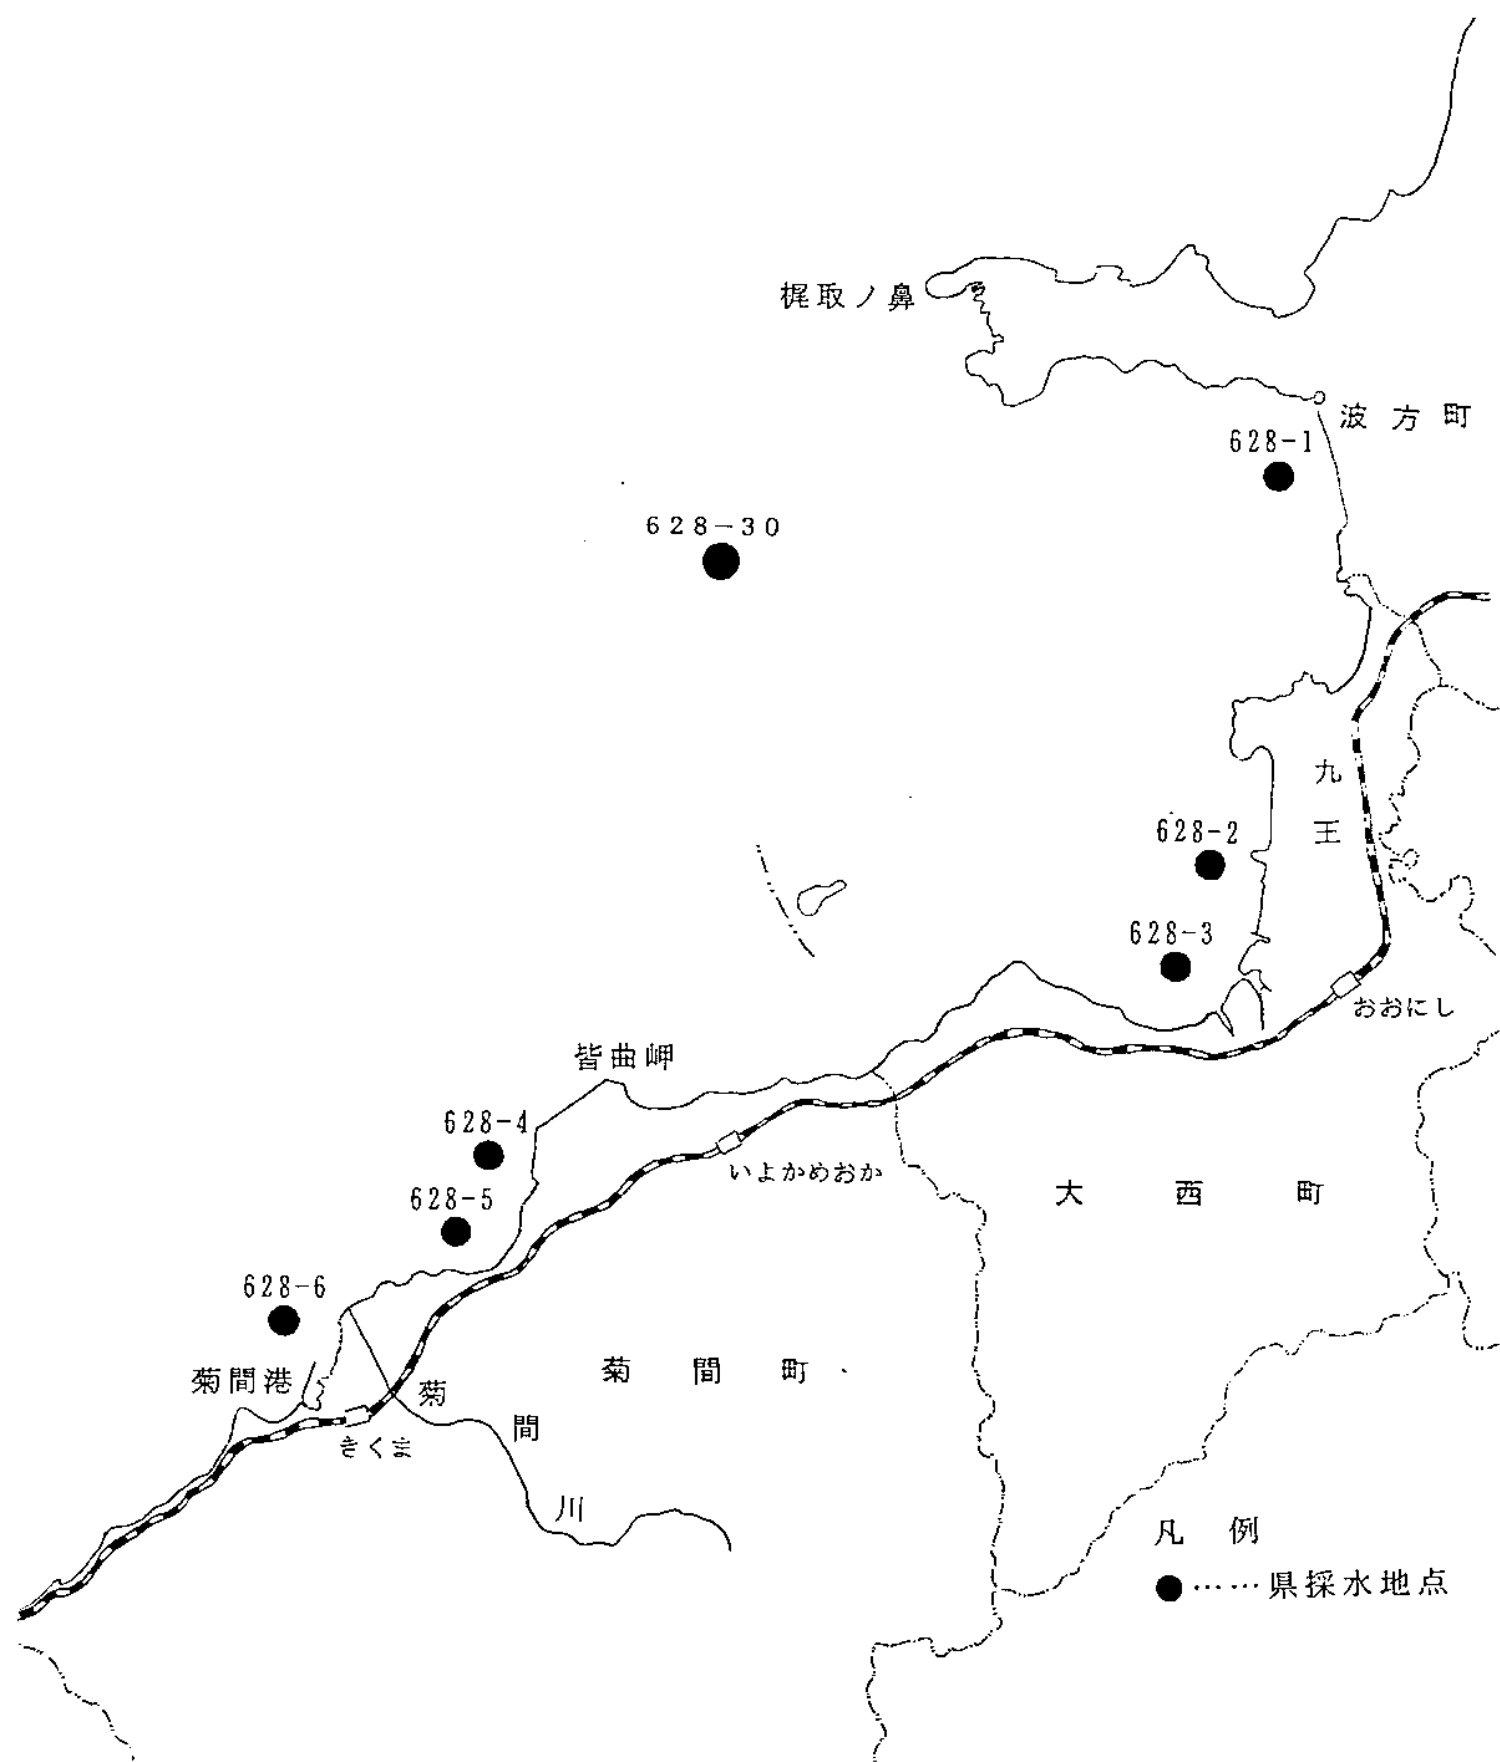 梶取ノ鼻
波方町
628-1
628-30
九王
628-2
628-3
おおにし
皆曲岬
628-4
いよかめおか
大西町
628-5
628-6
菊間港
菊間町
菊間川
きくま
凡例
●……県採水地点